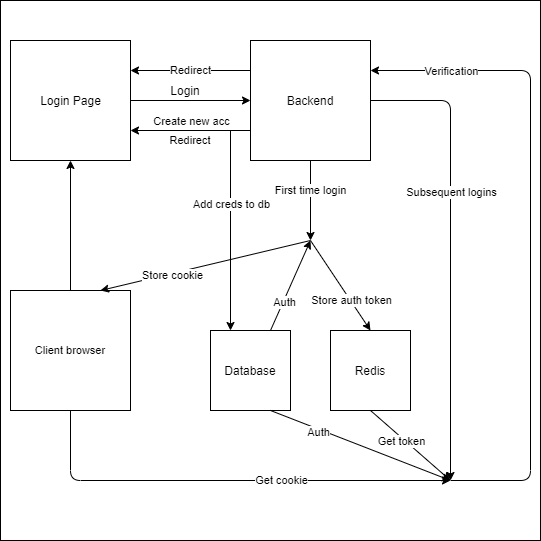 Redirect
Verification
Login
Login Page
Backend
Create new acc
Redirect
First time login
Subsequent logins
Add creds to db
Store cookie
Auth
Store auth token
Client browser
Database
Redis
Auth
Get token
Get cookie